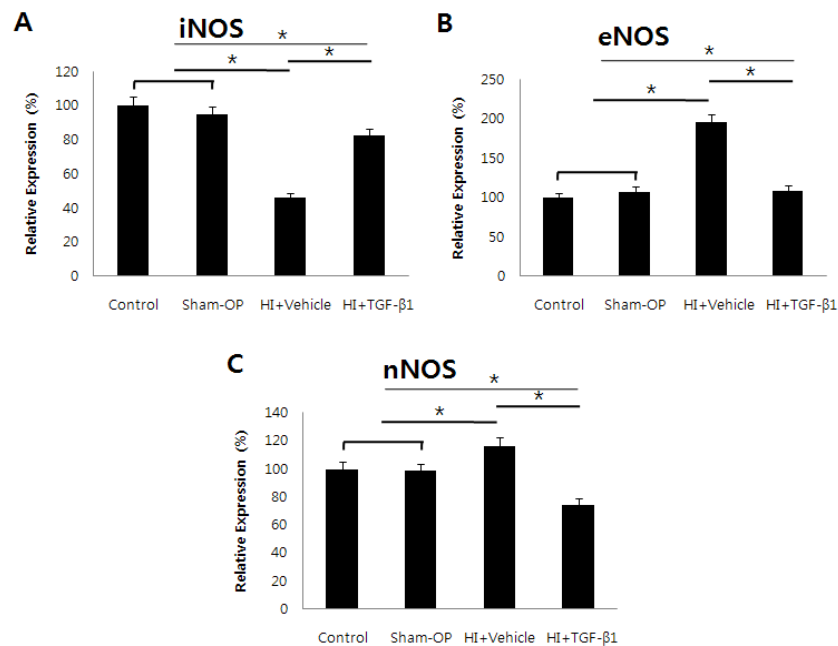 A
iNOS
*
* *
Relative Expression (%)
120
100
80
60
40
20
0
Control Sham-OP HI+Vehicle HI+TGF-β1
B
eNOS
*
* *
Relative Expression (%)
250
200
150
100
50
0
Control Sham-OP HI+Vehicle HI+TGF-β1
C
nNOS
*
* *
Relative Expression (%)
140
120
100
80
60
40
20
0
Control Sham-OP HI+Vehicle HI+TGF-β1